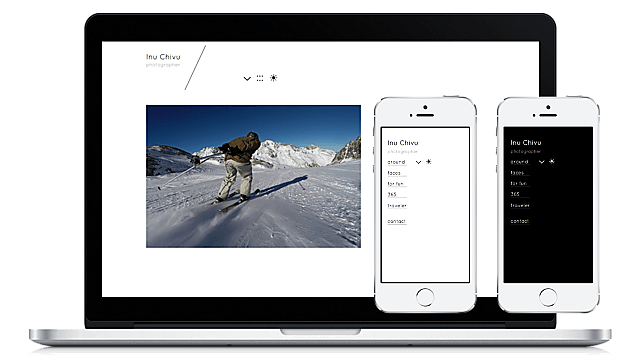 Inu Chivu
photographer
Inu Chivu
photographer
around
faces
for fun
365
traveler
contact
Inu Chivu
photographer
around
faces
for fun
365
traveler
contact